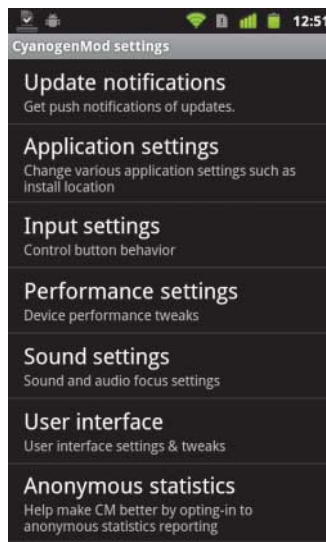 12:51
CyanogenMod settings
Update notifications
Get push notifications of updates.
Application settings
Change various application settings such as
install location
Input settings
Control button behavior
Performance settings
Device performance tweaks
Sound settings
Sound and audio focus settings
User interface
User interface settings & tweaks
Anonymous statistics
Help make CM better by opting-in to
anonymous statistics reporting